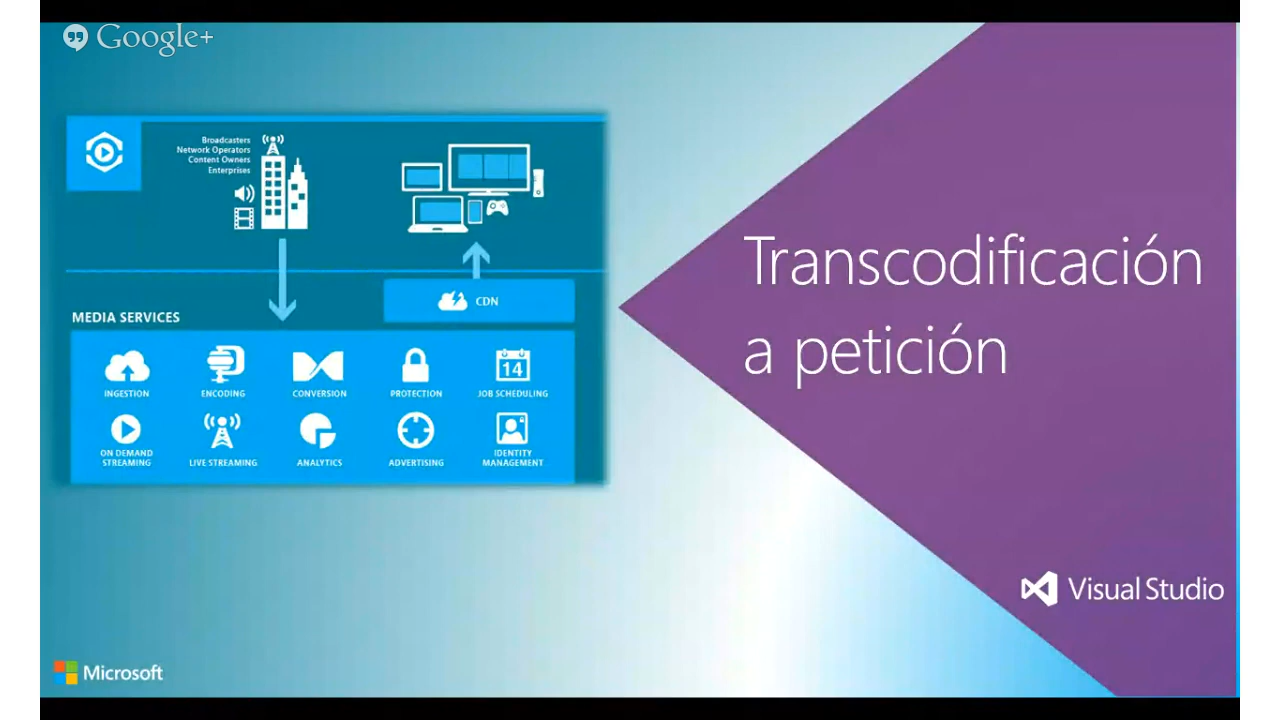 Google+
Broadcasters
Network Operators
Content Owners
Enterprises
CDN
MEDIA SERVICES
INGESTION
ENCODING
CONVERSION
PROTECTION
14
JOB SCHEDULING
ON DEMAND
STREAMING
LIVE STREAMING
ANALYTICS
ADVERTISING
IDENTITY
MANAGEMENT
Transcodificación
a petición
Visual Studio
Microsoft